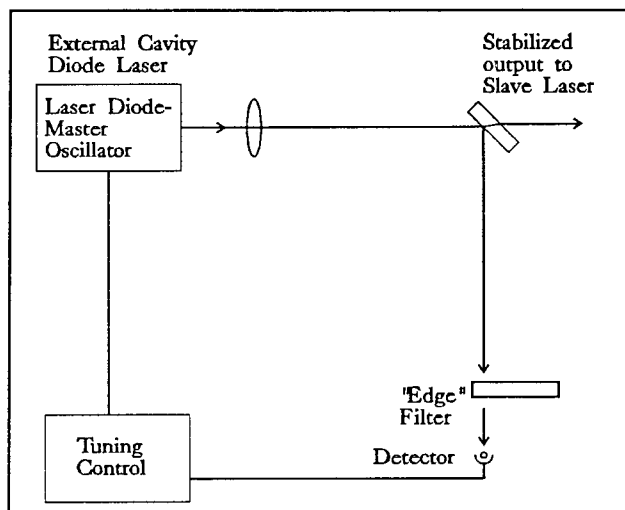 External Cavity
Diode Laser
Laser Diode-
Master
Oscillator
Stabilized
output to
Slave Laser
"Edge"
Filter
Detector
Tuning
Control